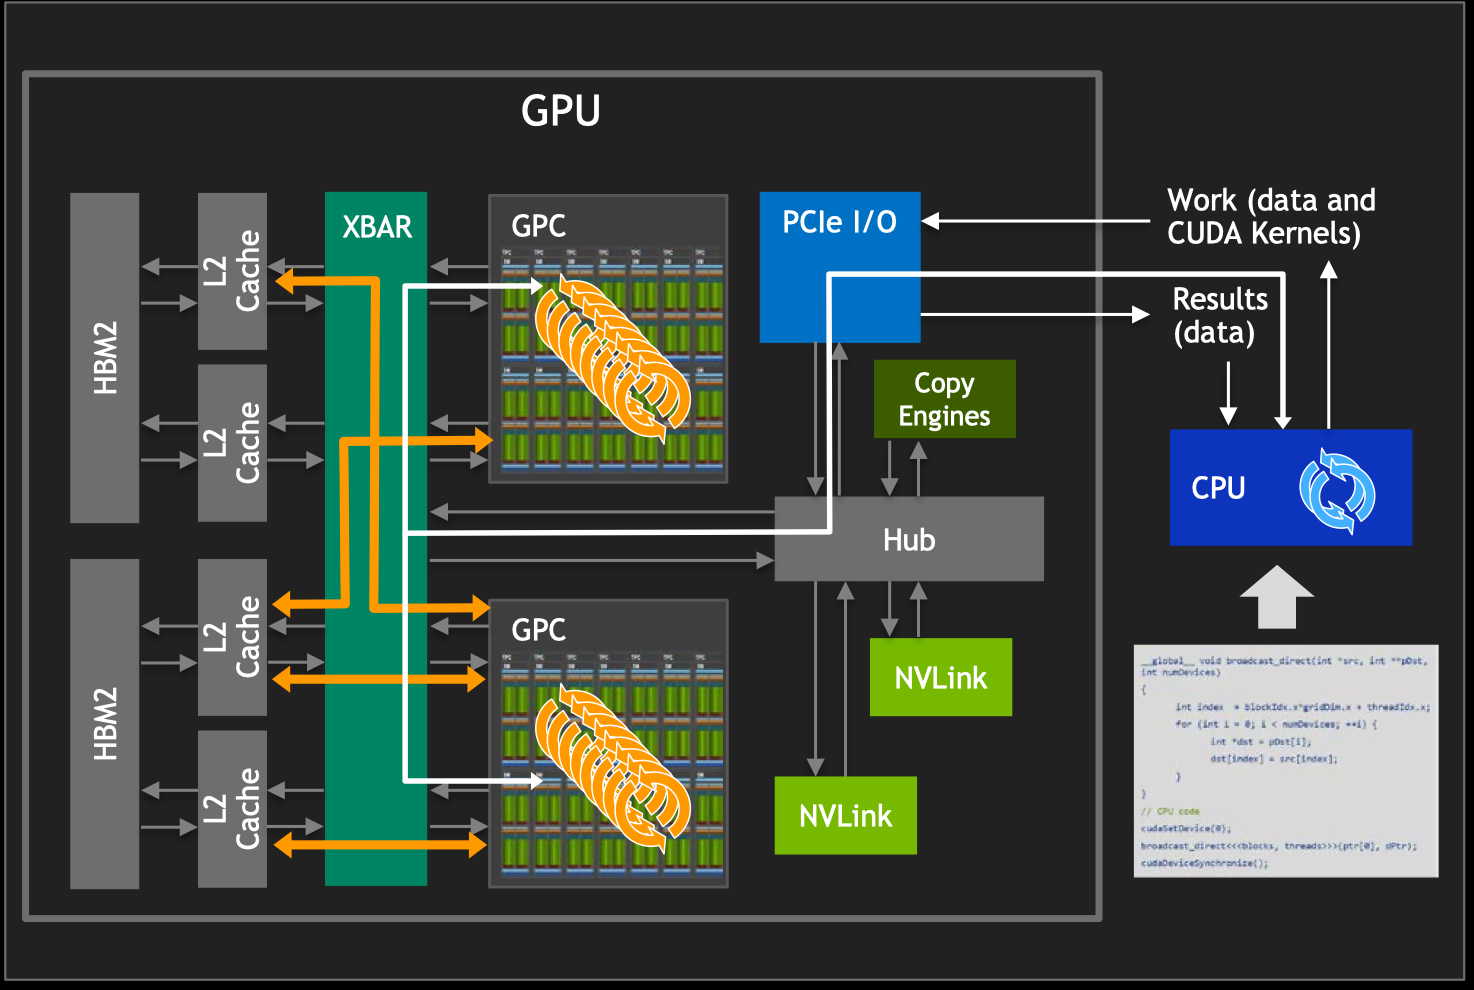 GPU
HBM2
L2
Cache
L2
Cache
HBM2
L2
Cache
L2
Cache
XBAR
GPC
GPC
PCIe I/O
Copy
Engines
Hub
NVLink
NVLink
Work (data and
CUDA Kernels)
Results
(data)
CPU
__global__ void broadcast_direct(int *src, int **pDst,
int numDevices)
{
int index = blockIdx.x*gridDim.x + threadIdx.x;
for (int i = 0; i < numDevices; ++i) {
int *dst = pDst[i];
dst[index] = src[index];
}
}
// CPU code
cudaSetDevice(0);
broadcast_direct<<<blocks, threads>>>(ptr[0], dPtr);
cudaDeviceSynchronize();